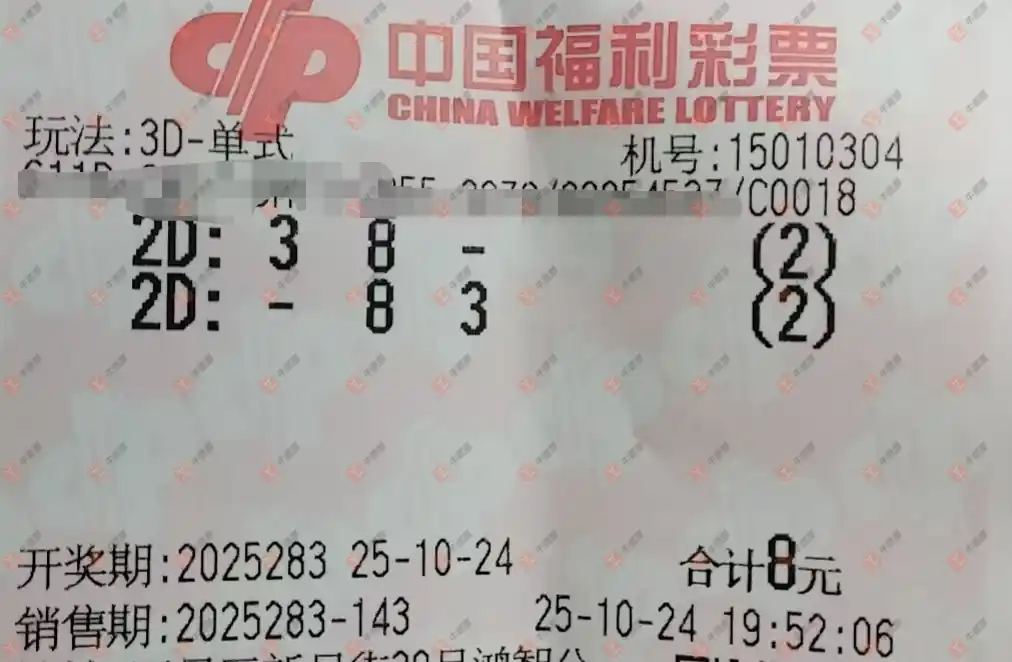 中国福利彩票
CHINA WELFARE LOTTERY
玩法:3D-单式
机号:15010304
/C0018
2D: 3 8 - (2)
2D: - 8 3 (2)
开奖期:2025283 25-10-24 合计8元
销售期:2025283-143 25-10-24 19:52:06